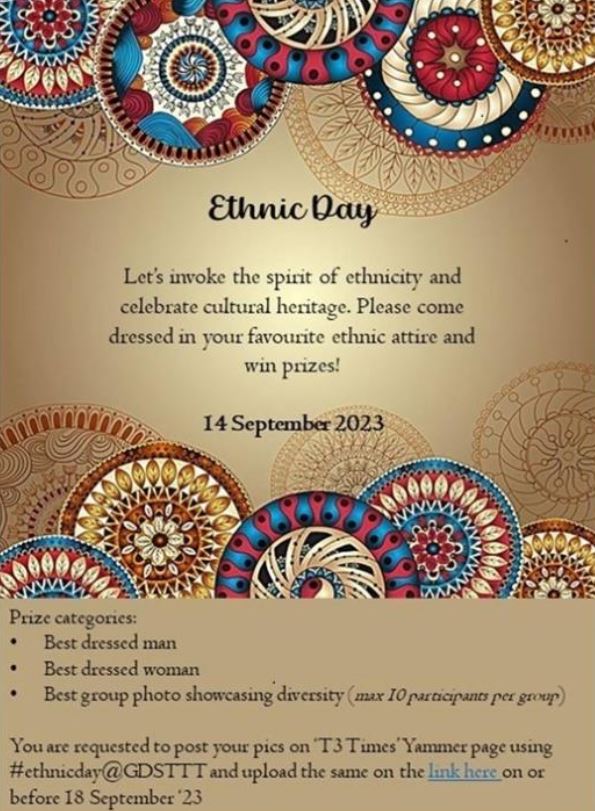 Ethnic Day
Let's invoke the spirit of ethnicity and
celebrate cultural heritage. Please come
dressed in your favourite ethnic attire and
win prizes!
14 September 2023
Prize categories:
• Best dressed man
• Best dressed woman
• Best group photo showcasing diversity (max 10 participants per group)
You are requested to post your pics on 'T3 Times' Yammer page using
#ethnicday@GDSTTT and upload the same on the link here on or
before 18 September '23